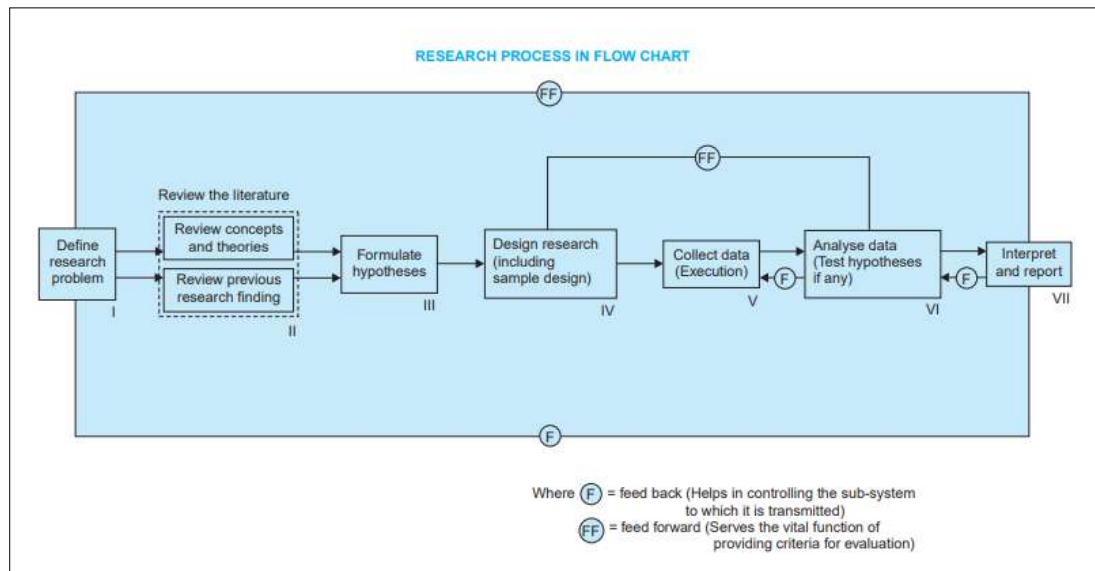 RESEARCH PROCESS IN FLOW CHART
FF
FF
Review the literature
Define
research
problem
I
Review concepts
and theories
Review previous
research finding
II
Formulate
hypotheses
III
Design research
(including
sample design)
IV
Collect data
(Execution)
V
F
Analyse data
(Test hypotheses
if any)
VI
F
Interpret
and report
VII
F
Where F = feed back (Helps in controlling the sub-system
to which it is transmitted)
FF = feed forward (Serves the vital function of
providing criteria for evaluation)